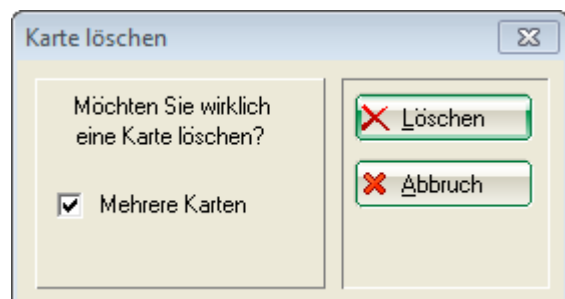 Karte löschen
Möchten Sie wirklich
eine Karte löschen?
Mehrere Karten
Löschen
Abbruch